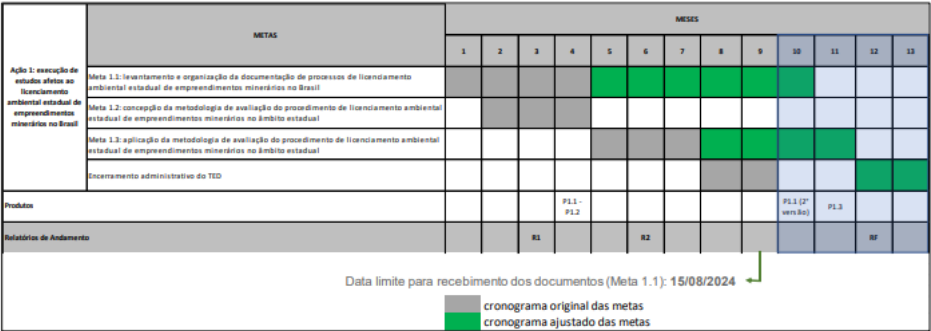 METAS
MESES
1 2 3 4 5 6 7 8 9 10 11 12 13
Ação 1: execução de
estudos afetos ao
licenciamento
ambiental estadual de
empreendimentos
minerários no Brasil
Meta 1.1: levantamento e organização da documentação de processos de licenciamento
ambiental estadual de empreendimentos minerários no Brasil
Meta 1.2: concepção da metodologia de avaliação do procedimento de licenciamento ambiental
estadual de empreendimentos minerários no âmbito estadual
Meta 1.3: aplicação da metodologia de avaliação do procedimento de licenciamento ambiental
estadual de empreendimentos minerários no âmbito estadual
Encerramento administrativo do TED
Produtos
P1.1 -
P1.2
P1.1 (2°
versão)
P1.3
Relatórios de Andamento
R1
R2
RF
Data limite para recebimento dos documentos (Meta 1.1): 15/08/2024
cronograma original das metas
cronograma ajustado das metas